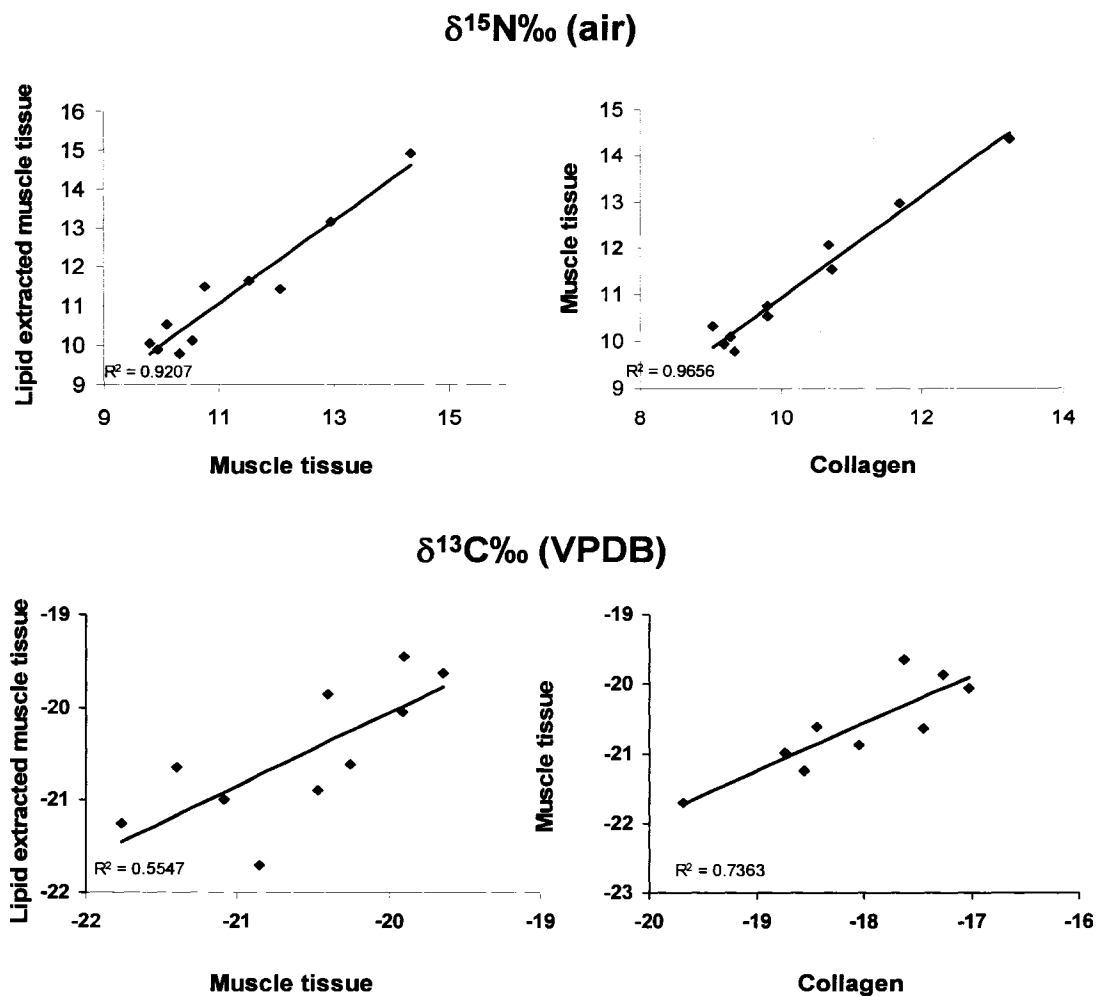 δ¹⁵N‰ (air)
Lipid extracted muscle tissue
16
15
14
13
12
11
10
9
R² = 0.9207
9
11
13
15
Muscle tissue
Muscle tissue
15
14
13
12
11
10
9
R² = 0.9656
8
10
12
14
Collagen
δ¹³C‰ (VPDB)
Lipid extracted muscle tissue
-19
-20
-21
-22
R² = 0.5547
-22
-21
-20
-19
Muscle tissue
Muscle tissue
-19
-20
-21
-22
-23
R² = 0.7363
-20
-19
-18
-17
-16
Collagen